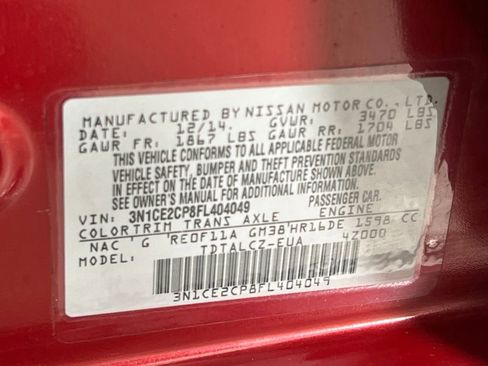 MANUFACTURED BY NISSAN MOTOR CO., LTD.
DATE: 12/14. GVWR: 3470 LBS
GAWR FR: 1867 LBS GAWR RR: 1704 LBS
THIS VEHICLE CONFORMS TO ALL APPLICABLE FEDERAL MOTOR
VEHICLE SAFETY, BUMPER AND THEFT PREVENTION STANDARDS
IN EFFECT ON THE DATE OF MANUFACTURE SHOWN ABOVE.
SEE OWNER'S MANUAL FOR ADDITIONAL INFORMATION.
VIN: 3N1CE2CP8FL404049 PASSENGER CAR
COLOR TRIM TRANS AXLE ENGINE
NAC G RE0F11A GM38 HR16DE 1598 CC
MODEL: TDTALCZ-EUA 42000
3N1CE2CP8FL404049